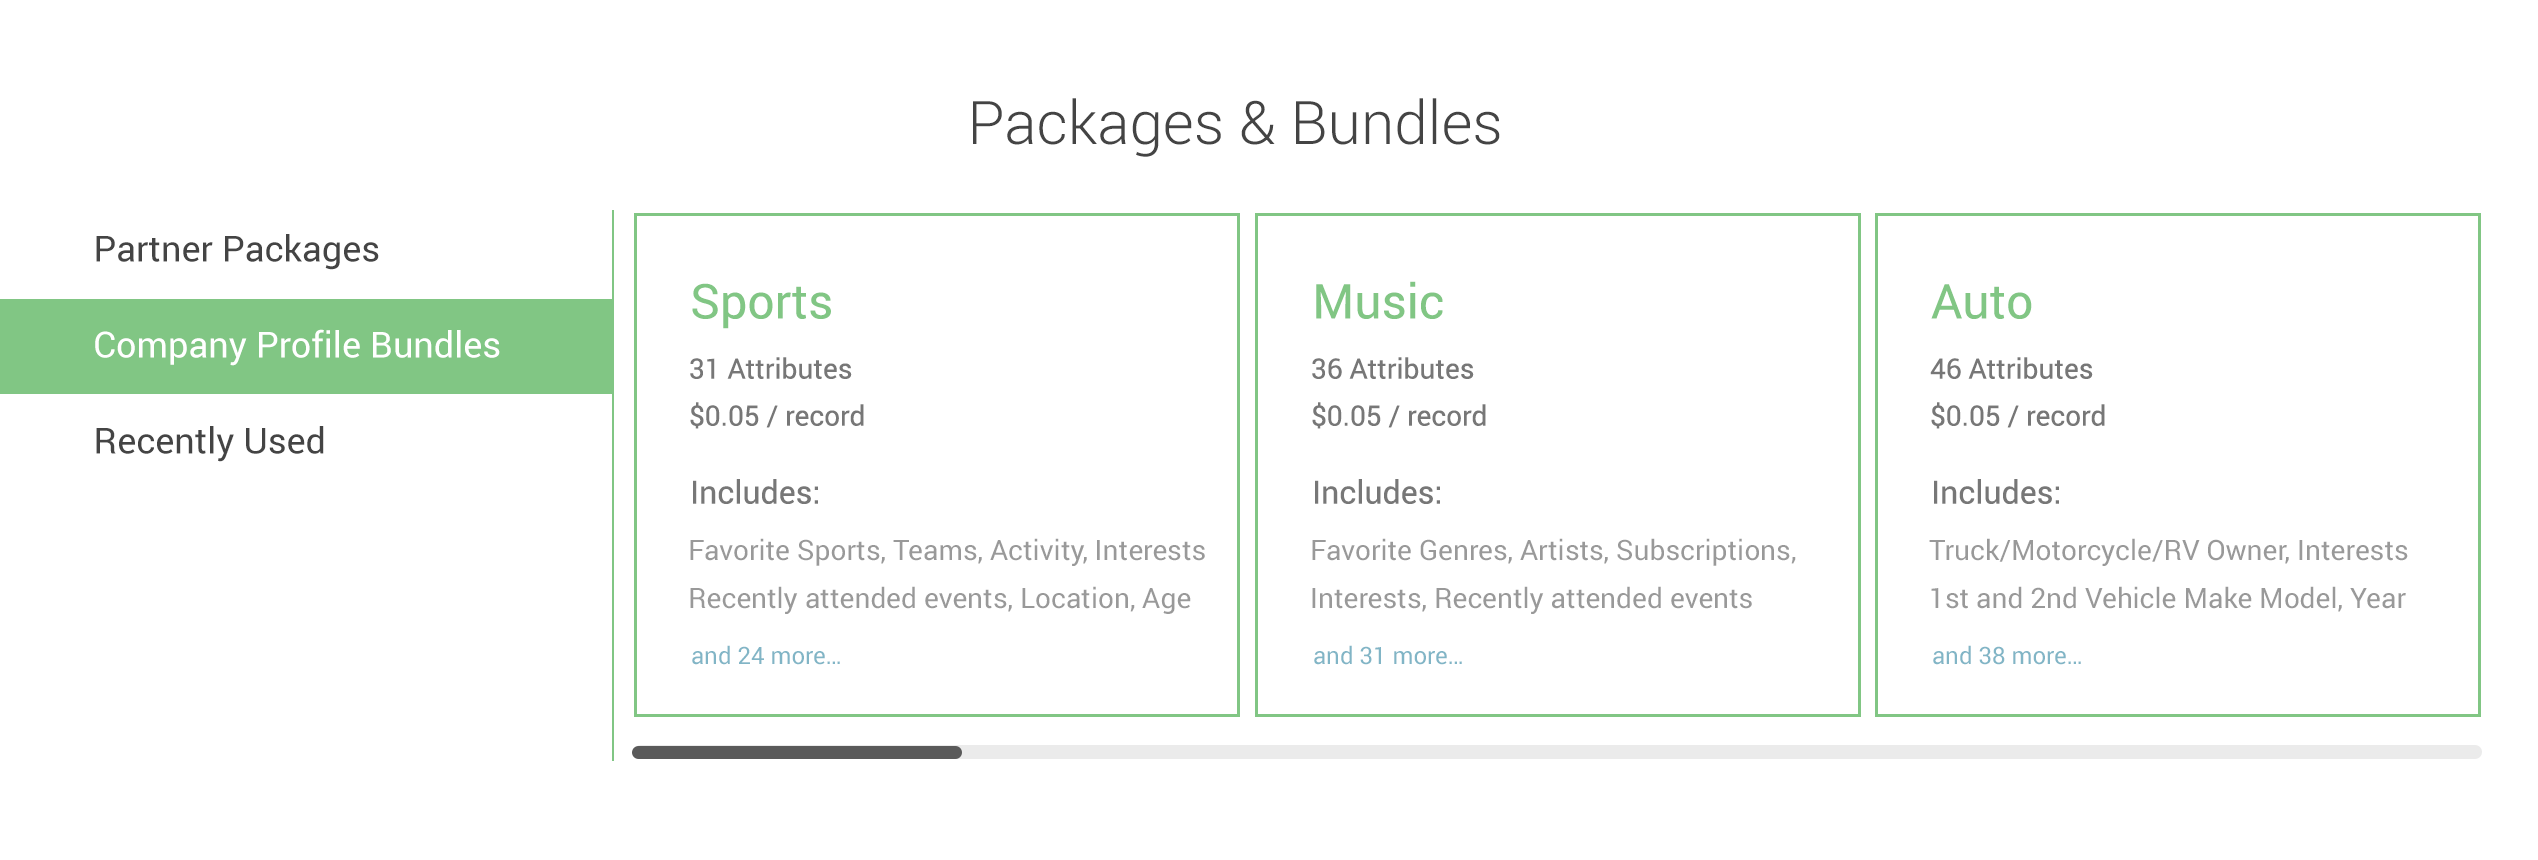 Packages & Bundles
Partner Packages
Company Profile Bundles
Recently Used
Sports
31 Attributes
$0.05 / record
Includes:
Favorite Sports, Teams, Activity, Interests
Recently attended events, Location, Age
and 24 more...
Music
36 Attributes
$0.05 / record
Includes:
Favorite Genres, Artists, Subscriptions,
Interests, Recently attended events
and 31 more...
Auto
46 Attributes
$0.05 / record
Includes:
Truck/Motorcycle/RV Owner, Interests
1st and 2nd Vehicle Make Model, Year
and 38 more...